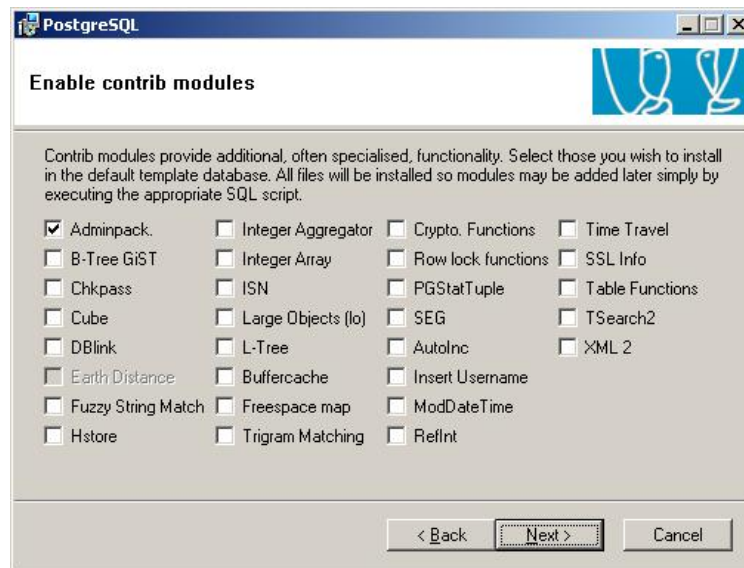 PostgreSQL
Enable contrib modules
Contrib modules provide additional, often specialised, functionality. Select those you wish to install
in the default template database. All files will be installed so modules may be added later simply by
executing the appropriate SQL script.
Adminpack. Integer Aggregator Crypto. Functions Time Travel
B-Tree GiST Integer Array Row lock functions SSL Info
Chkpass ISN PGStatTuple Table Functions
Cube Large Objects (lo) SEG TSearch2
DBlink L-Tree AutoInc XML 2
Earth Distance Buffercache Insert Username
Fuzzy String Match Freespace map ModDateTime
Hstore Trigram Matching RefInt
< Back Next > Cancel